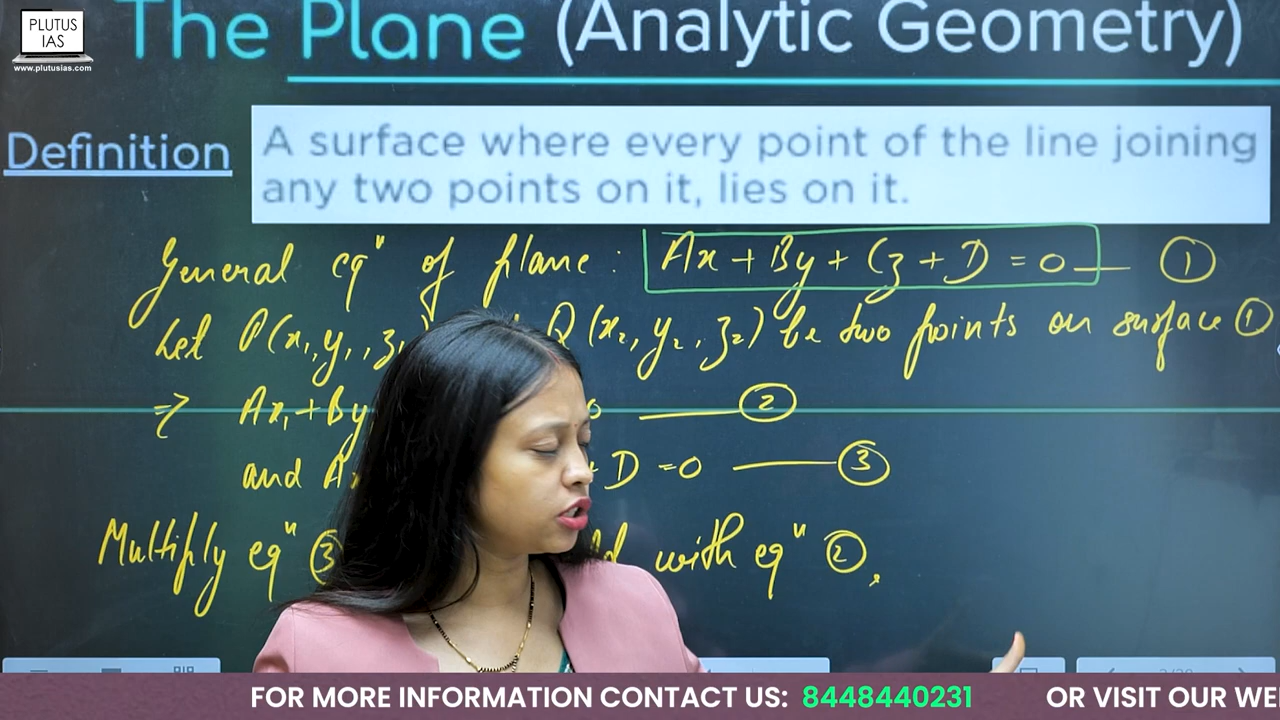 PLUTUS
IAS
www.plutusias.com
The Plane (Analytic Geometry)
Definition
A surface where every point of the line joining
any two points on it, lies on it.
General eqⁿ of plane : Ax + By + Cz + D = 0 — ①
Let P(x₁, y₁, z₁ Q (x₂, y₂, z₂) be two points on surface ①
⇒ Ax₁ + By 0 — ②
and A + D = 0 — ③
Multiply eqⁿ ③ with eqⁿ ②,
FOR MORE INFORMATION CONTACT US: 8448440231 OR VISIT OUR WE